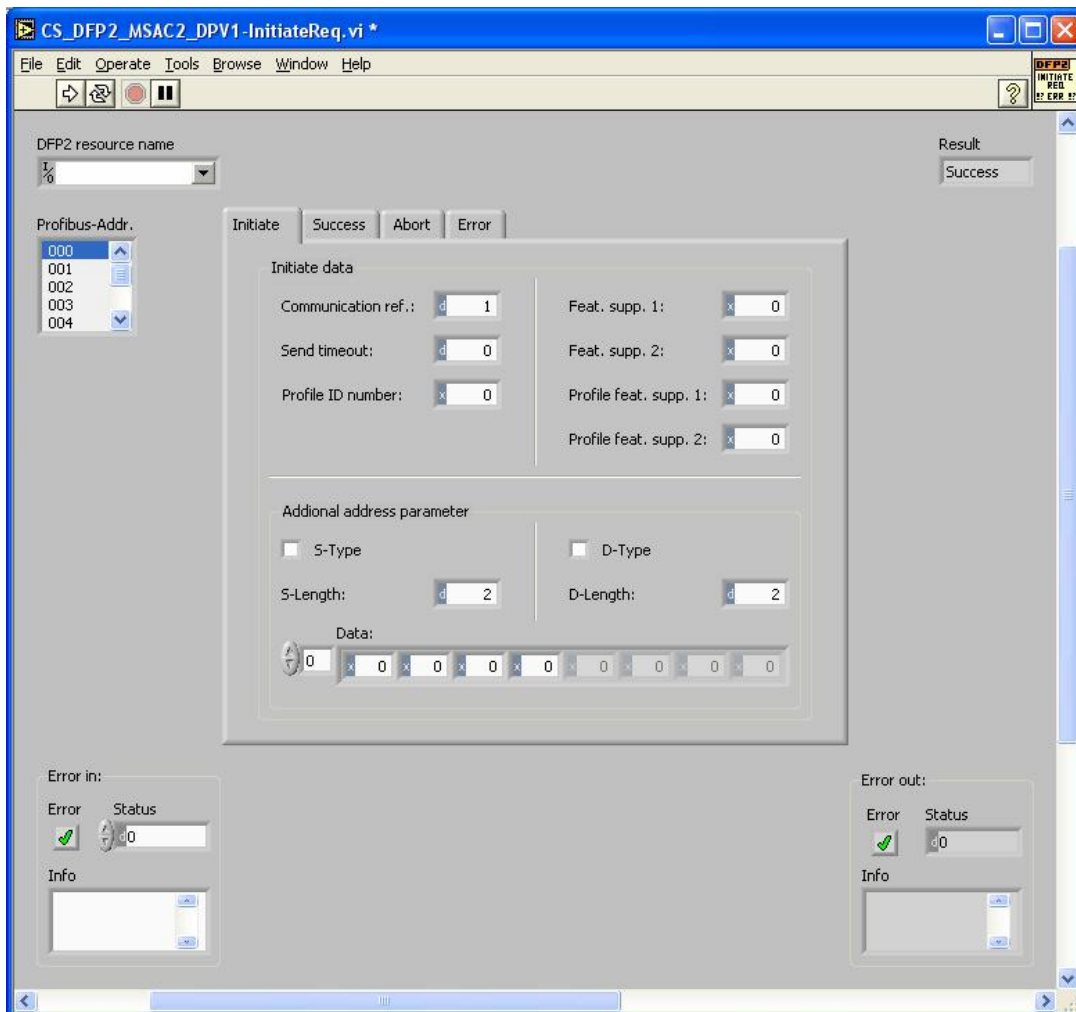 CS_DFP2_MSAC2_DPV1-InitiateReq.vi *
File Edit Operate Tools Browse Window Help
DFP2
INITIATE
REQ
!? ERR !?
DFP2 resource name
I/O
Result
Success
Profibus-Addr.
000
001
002
003
004
Initiate Success Abort Error
Initiate data
Communication ref.: d 1
Feat. supp. 1: x 0
Send timeout: d 0
Feat. supp. 2: x 0
Profile ID number: x 0
Profile feat. supp. 1: x 0
Profile feat. supp. 2: x 0
Addional address parameter
S-Type
D-Type
S-Length: d 2
D-Length: d 2
Data:
0 x 0 x 0 x 0 x 0 x 0 x 0 x 0 x 0
Error in:
Error Status
d0
Info
Error out:
Error Status
d0
Info